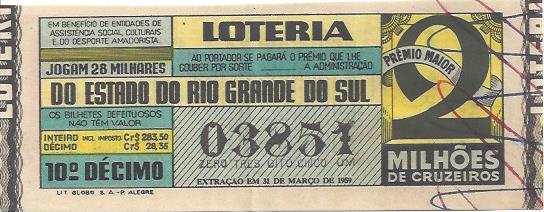 LOTERIA
EM BENEFÍCIO DE ENTIDADES DE
ASSISTÊNCIA SOCIAL, CULTURAIS
E DO DESPORTE AMADORISTA.
LOTERIA
AO PORTADOR SE PAGARÁ O PRÊMIO QUE LHE
COUBER POR SORTE A ADMINISTRAÇÃO
JOGAM 28 MILHARES
DO ESTADO DO RIO GRANDE DO SUL
OS BILHETES DEFEITUOSOS
NÃO TÊM VALOR
INTEIRO INCL. IMPOSTO Cr$ 283,50
DÉCIMO Cr$ 28,35
10º DÉCIMO
03851
ZERO TRES OITO CINCO UM
EXTRAÇÃO EM 31 DE MARÇO DE 1959
PRÊMIO MAIOR
2
MILHÕES
DE CRUZEIROS
LIT. GLOBO S. A. - P. ALEGRE